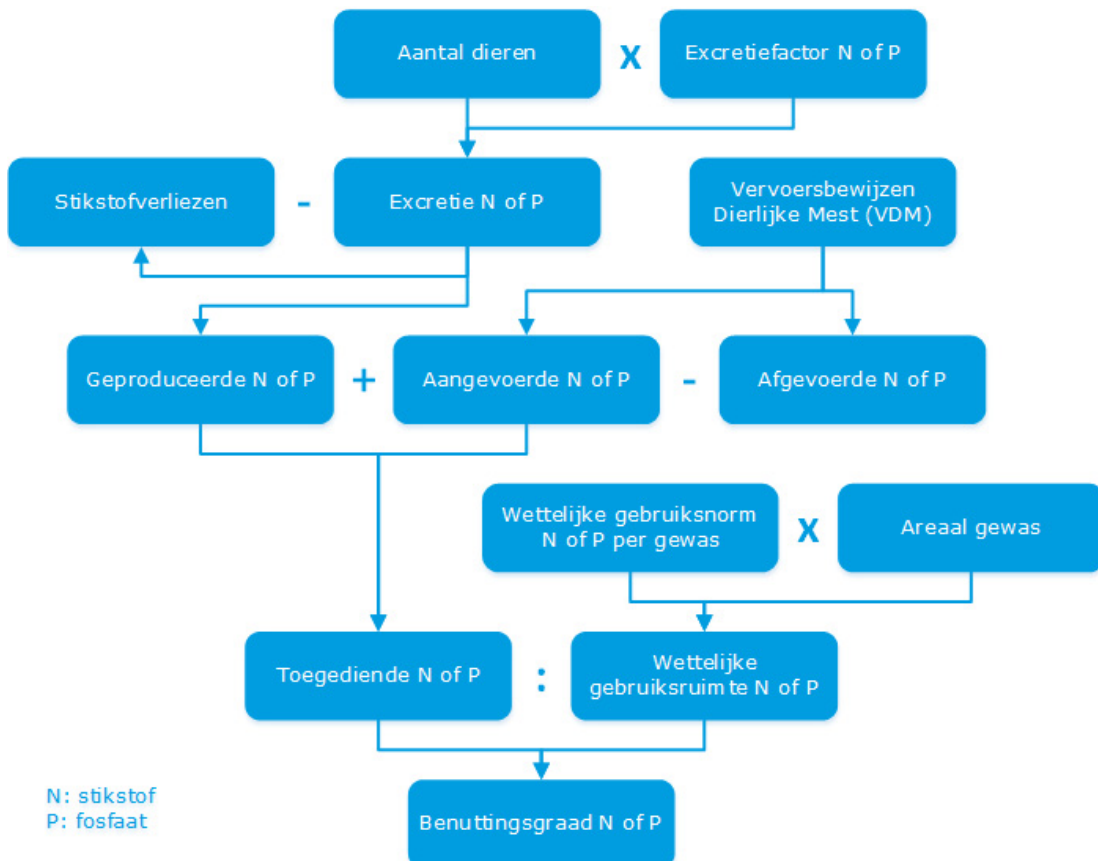 Aantal dieren
X
Excretiefactor N of P
Stikstofverliezen
-
Excretie N of P
Vervoersbewijzen
Dierlijke Mest (VDM)
Geproduceerde N of P
+
Aangevoerde N of P
-
Afgevoerde N of P
Wettelijke gebruiksnorm
N of P per gewas
X
Areaal gewas
Toegediende N of P
:
Wettelijke
gebruiksruimte N of P
Benuttingsgraad N of P
N: stikstof
P: fosfaat